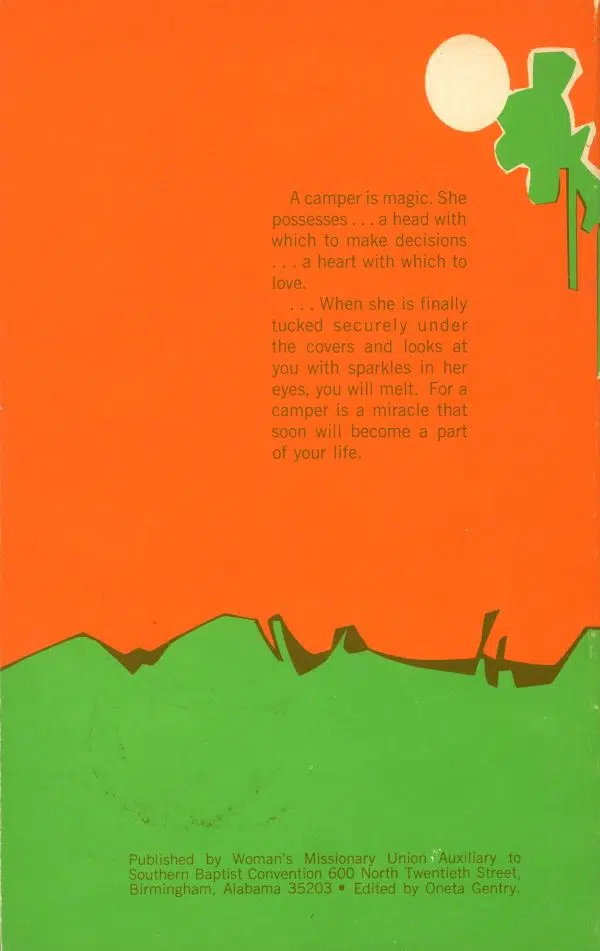 A camper is magic. She
possesses . . . a head with
which to make decisions
. . . a heart with which to
love.
. . . When she is finally
tucked securely under
the covers and looks at
you with sparkles in her
eyes, you will melt. For a
camper is a miracle that
soon will become a part
of your life.
Published by Woman's Missionary Union Auxiliary to
Southern Baptist Convention 600 North Twentieth Street,
Birmingham, Alabama 35203 • Edited by Oneta Gentry.